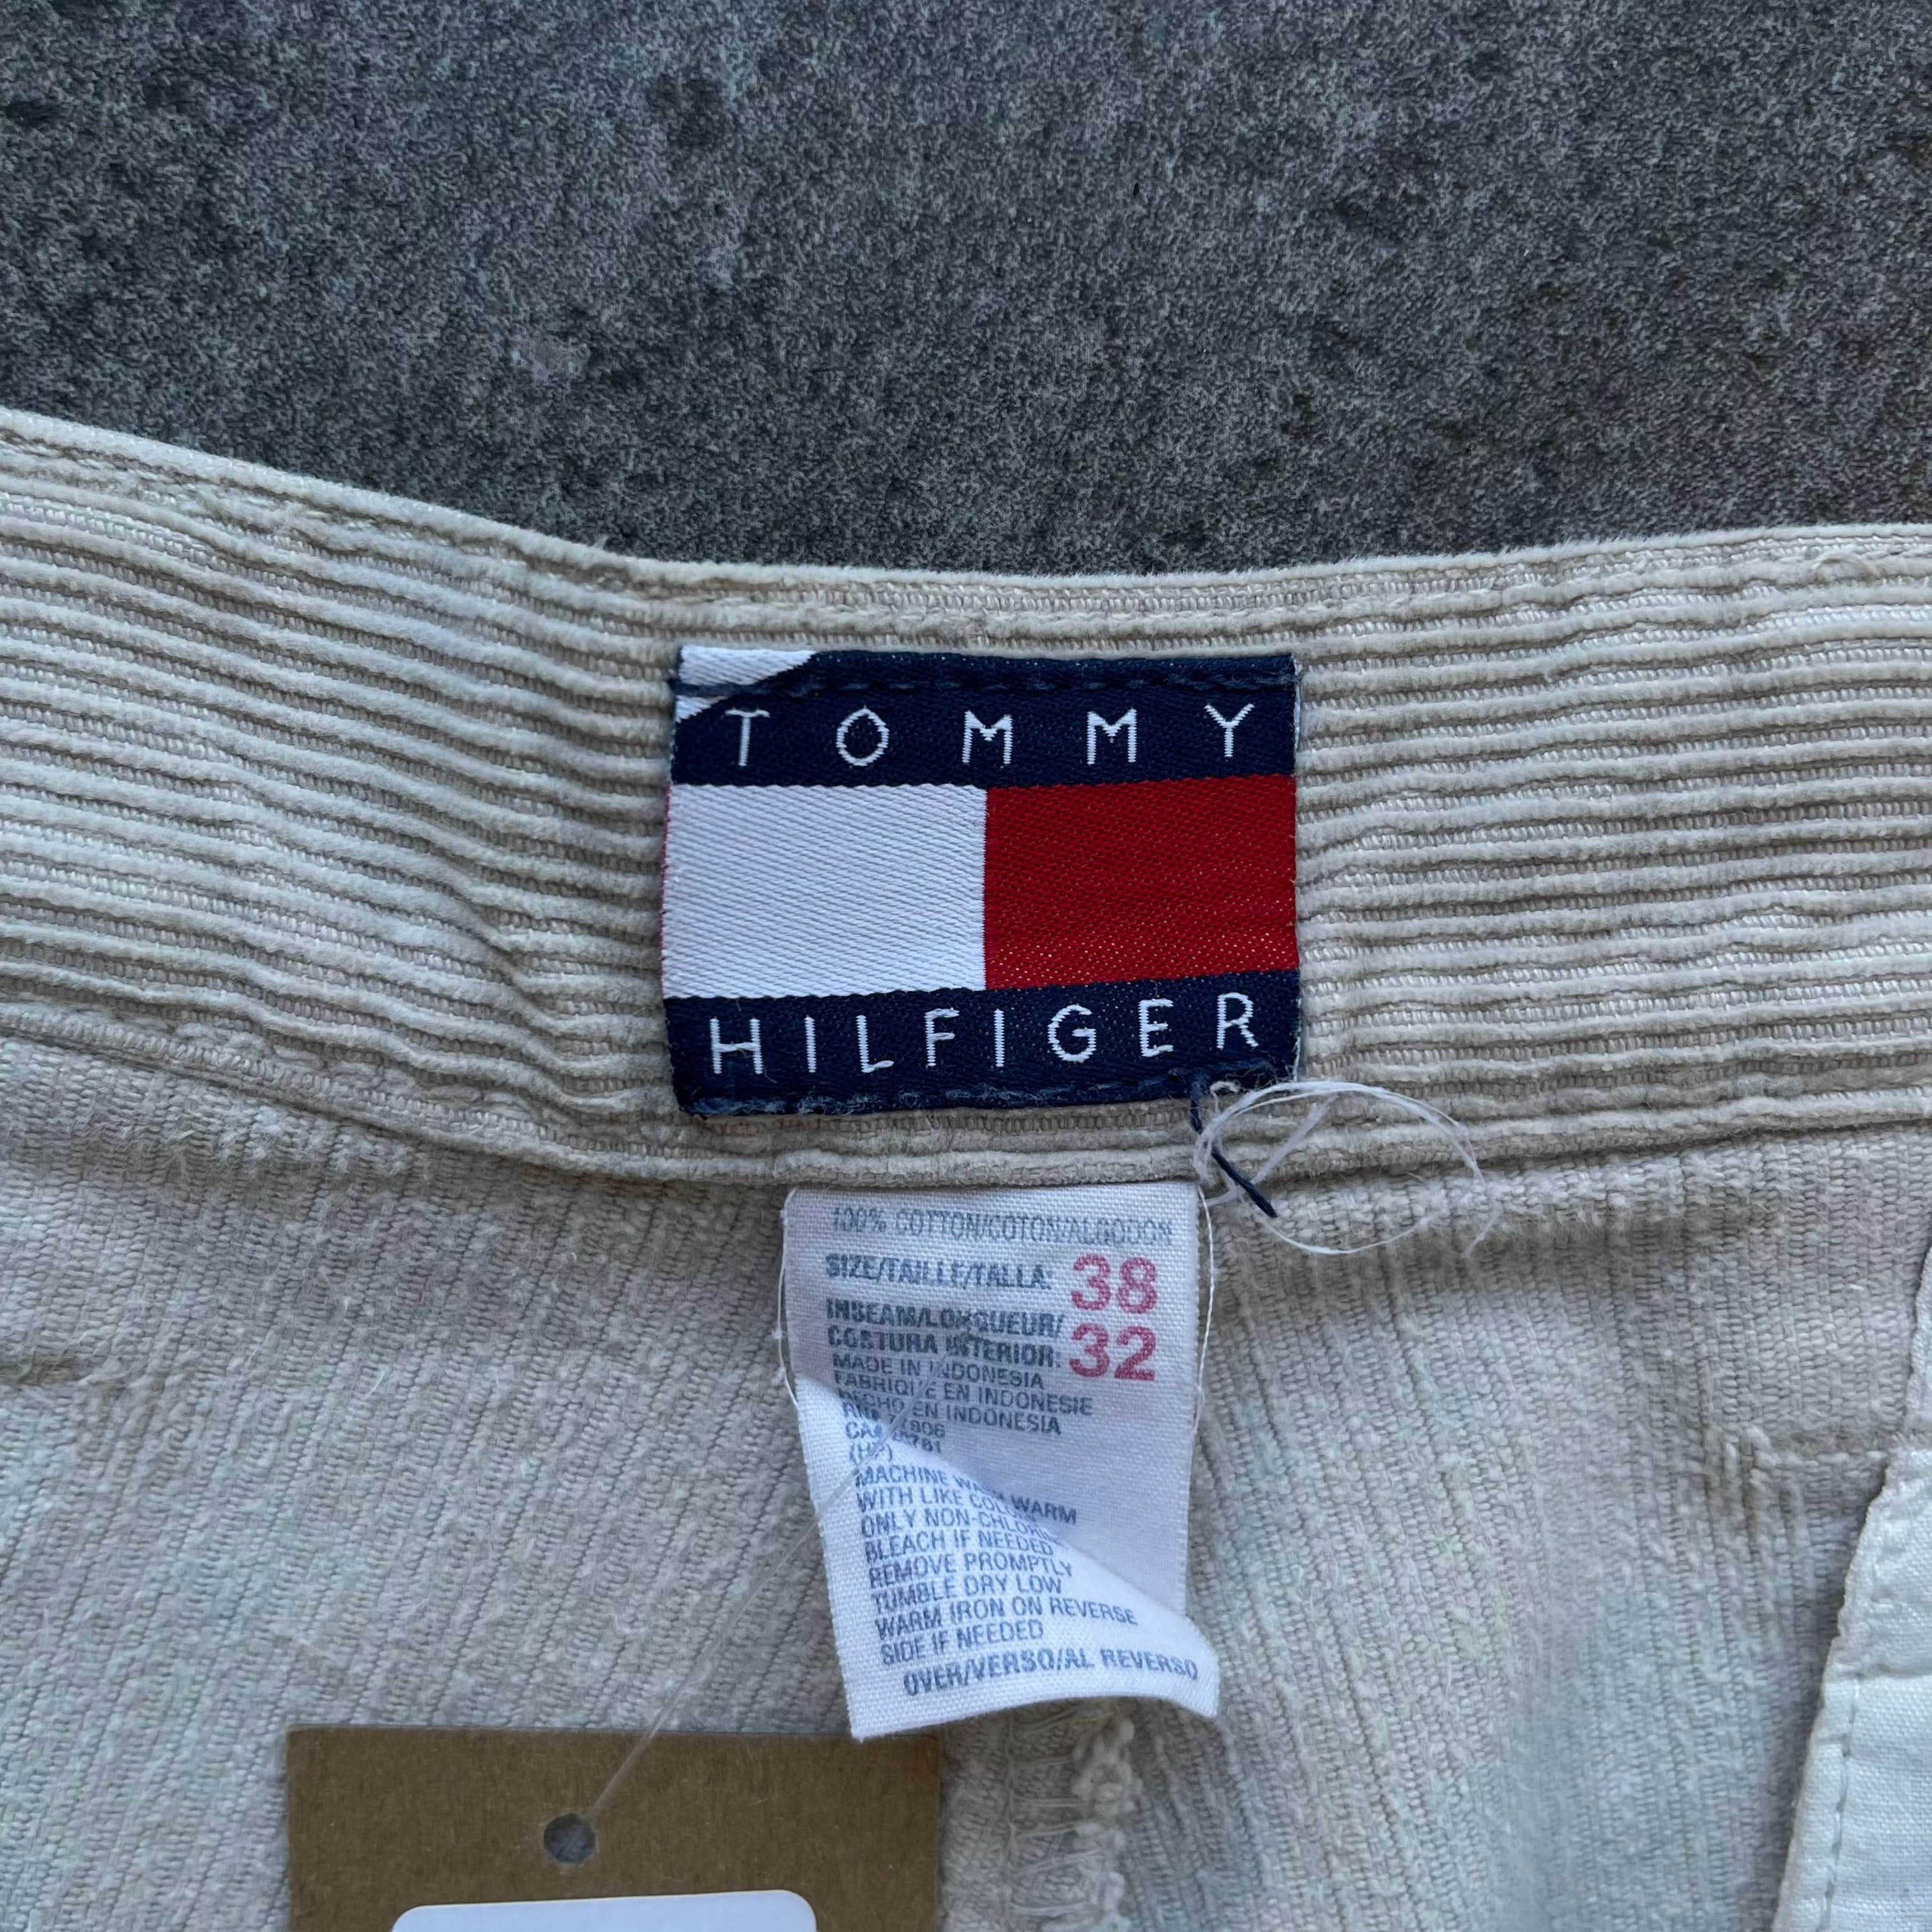 TOMMY
HILFIGER
100% COTTON/COTON/ALGODON
SIZE/TAILLE/TALLA: 38
INSEAM/LONGUEUR/
COSTURA INTERIOR: 32
MADE IN INDONESIA
FABRIQUE EN INDONESIE
HECHO EN INDONESIA
RN#
CA#
MACHINE WASH WARM
WITH LIKE COLORS
ONLY NON-CHLORINE
BLEACH IF NEEDED
REMOVE PROMPTLY
TUMBLE DRY LOW
WARM IRON ON REVERSE
SIDE IF NEEDED
OVER/VERSO/AL REVERSO